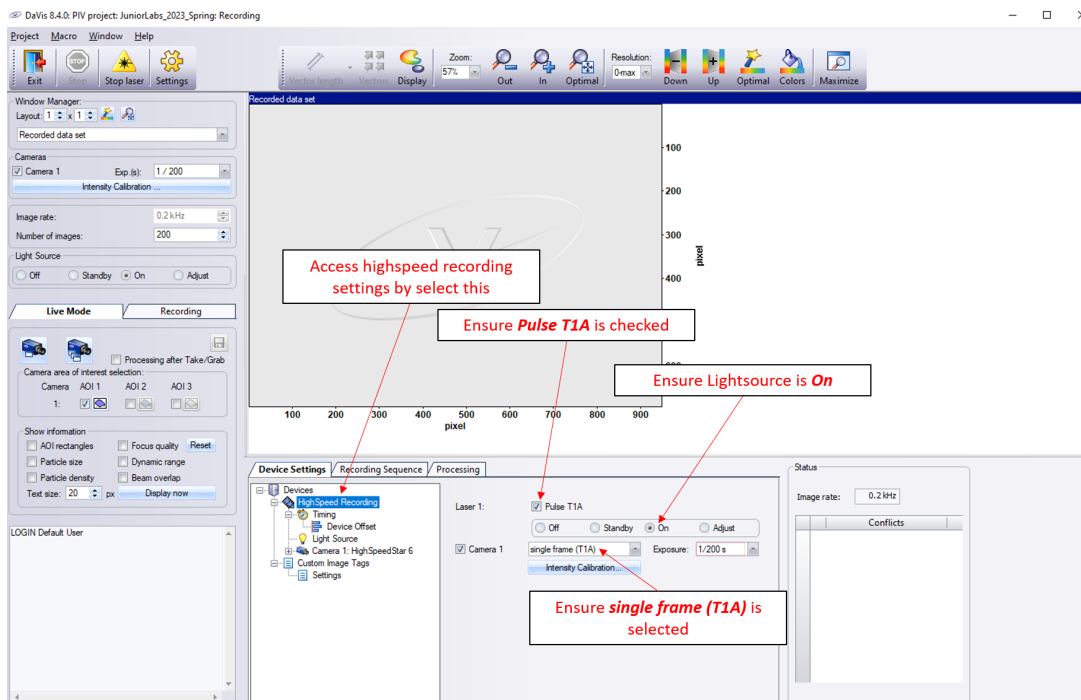 DaVis 8.4.0: PIV project: JuniorLabs_2023_Spring: Recording
Project Macro Window Help
Exit Stop Stop laser Settings
Vector length Vectors Display Zoom: 57% Out In Optimal Resolution: 0-max Down Up Optimal Colors Maximize
Window Manager:
Layout: 1 x 1
Recorded data set
Cameras
Camera 1 Exp.(s): 1 / 200
Intensity Calibration ...
Image rate: 0.2 kHz
Number of images: 200
Light Source
Off Standby On Adjust
Live Mode Recording
Processing after Take/Grab
Camera area of interest selection:
Camera AOI 1 AOI 2 AOI 3
1:
Show information
AOI rectangles Focus quality Reset
Particle size Dynamic range
Particle density Beam overlap
Text size: 20 px Display now
LOGIN Default User
Recorded data set
100
200
300
400
pixel
100 200 300 400 500 600 700 800 900
pixel
Access highspeed recording
settings by select this
Ensure Pulse T1A is checked
Ensure Lightsource is On
Device Settings Recording Sequence Processing
Devices
HighSpeed Recording
Timing
Device Offset
Light Source
Camera 1: HighSpeedStar 6
Custom Image Tags
Settings
Laser 1: Pulse T1A
Off Standby On Adjust
Camera 1 single frame (T1A) Exposure: 1/200 s
Intensity Calibration...
Ensure single frame (T1A) is
selected
Status
Image rate: 0.2 kHz
Conflicts